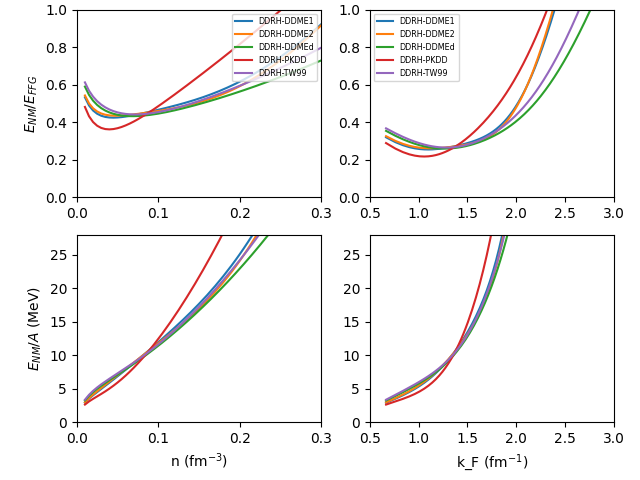 1.0
0.8
0.6
0.4
0.2
0.0
E_NM/E_FFG
DDRH-DDME1
DDRH-DDME2
DDRH-DDMEd
DDRH-PKDD
DDRH-TW99
0.0 0.1 0.2 0.3
1.0
0.8
0.6
0.4
0.2
0.0
DDRH-DDME1
DDRH-DDME2
DDRH-DDMEd
DDRH-PKDD
DDRH-TW99
0.5 1.0 1.5 2.0 2.5 3.0
25
20
15
10
5
0
E_NM/A (MeV)
0.0 0.1 0.2 0.3
n (fm⁻³)
25
20
15
10
5
0
0.5 1.0 1.5 2.0 2.5 3.0
k_F (fm⁻¹)